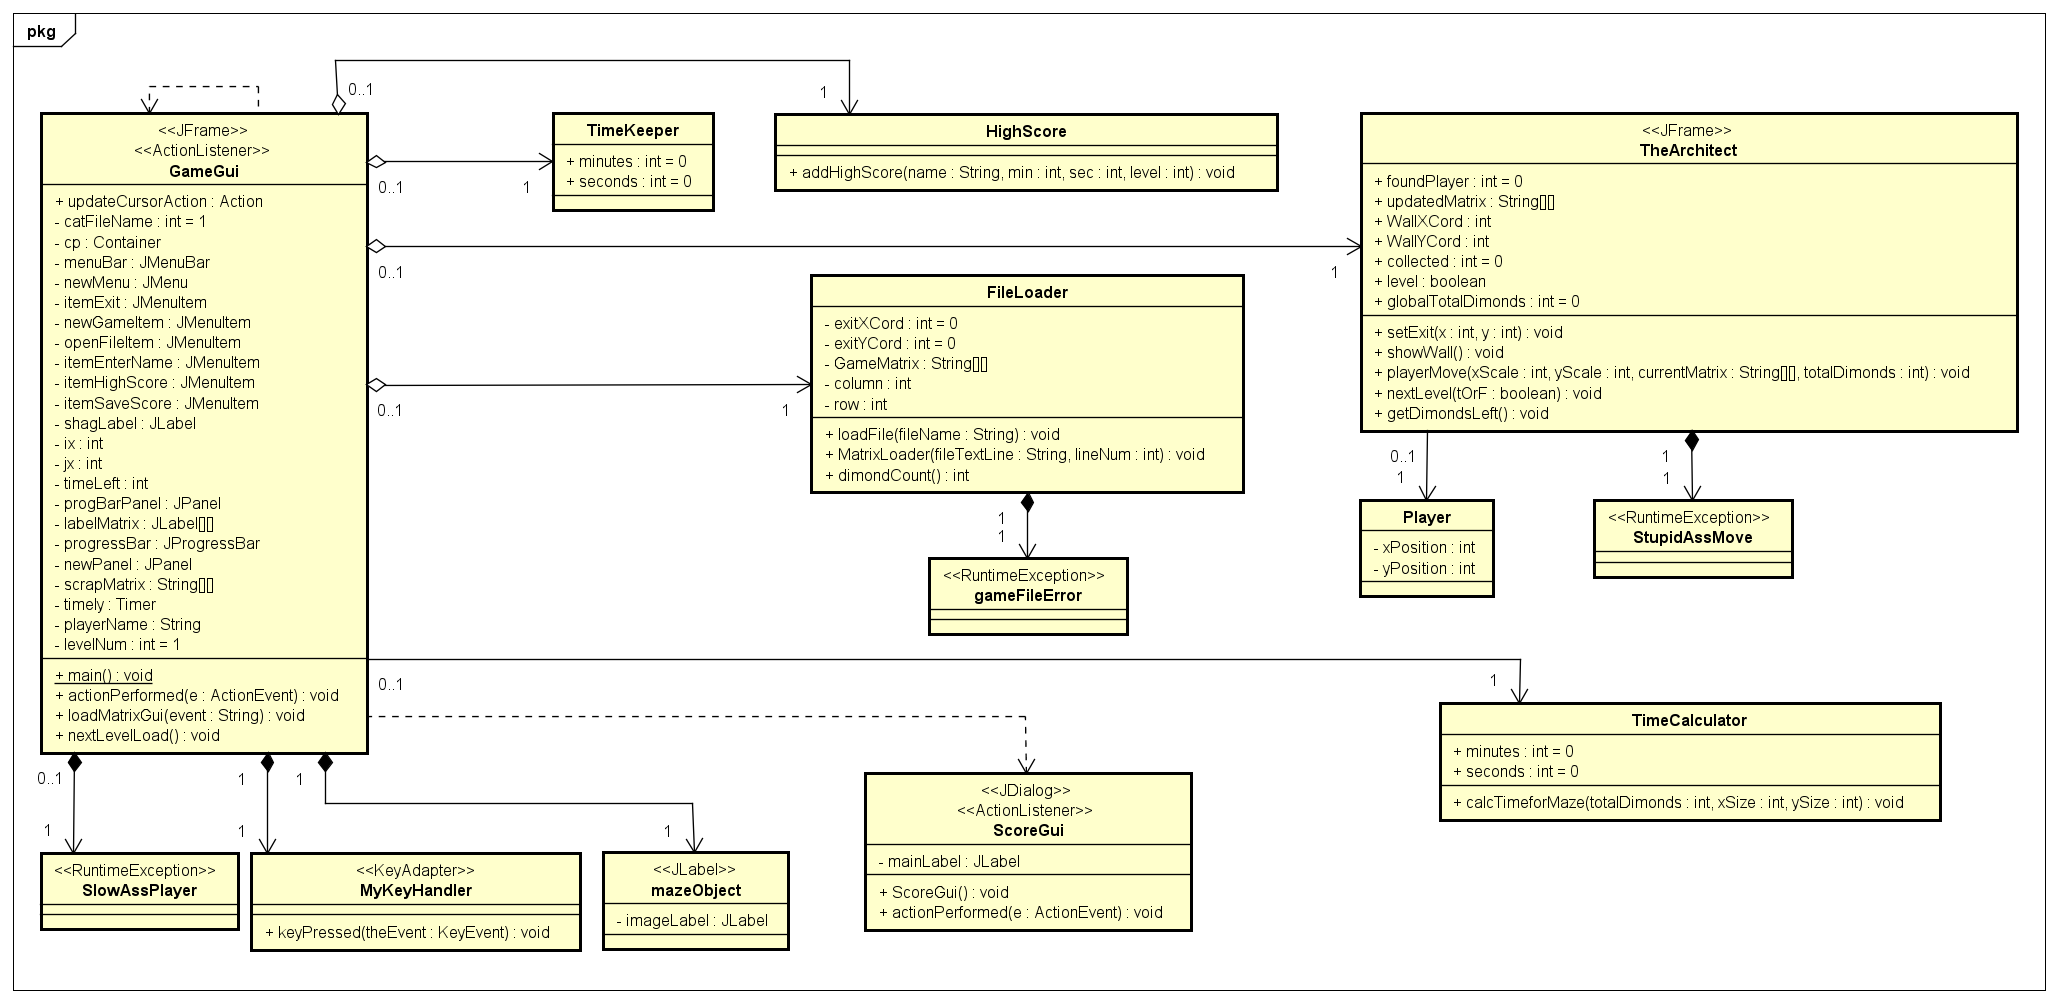 pkg
0..1
1
<<JFrame>>
<<ActionListener>>
GameGui
+ updateCursorAction : Action
- catFileName : int = 1
- cp : Container
- menuBar : JMenuBar
- newMenu : JMenu
- itemExit : JMenuItem
- newGameItem : JMenuItem
- openFileItem : JMenuItem
- itemEnterName : JMenuItem
- itemHighScore : JMenuItem
- itemSaveScore : JMenuItem
- shagLabel : JLabel
- ix : int
- jx : int
- timeLeft : int
- progBarPanel : JPanel
- labelMatrix : JLabel[][]
- progressBar : JProgressBar
- newPanel : JPanel
- scrapMatrix : String[][]
- timely : Timer
- playerName : String
- levelNum : int = 1
+ main() : void
+ actionPerformed(e : ActionEvent) : void
+ loadMatrixGui(event : String) : void
+ nextLevelLoad() : void
TimeKeeper
+ minutes : int = 0
+ seconds : int = 0
0..1
1
HighScore
+ addHighScore(name : String, min : int, sec : int, level : int) : void
<<JFrame>>
TheArchitect
+ foundPlayer : int = 0
+ updatedMatrix : String[][]
+ WallXCord : int
+ WallYCord : int
+ collected : int = 0
+ level : boolean
+ globalTotalDimonds : int = 0
+ setExit(x : int, y : int) : void
+ showWall() : void
+ playerMove(xScale : int, yScale : int, currentMatrix : String[][], totalDimonds : int) : void
+ nextLevel(tOrF : boolean) : void
+ getDimondsLeft() : void
0..1
1
FileLoader
- exitXCord : int = 0
- exitYCord : int = 0
- GameMatrix : String[][]
- column : int
- row : int
+ loadFile(fileName : String) : void
+ MatrixLoader(fileTextLine : String, lineNum : int) : void
+ dimondCount() : int
0..1
1
1
1
<<RuntimeException>>
gameFileError
0..1
1
Player
- xPosition : int
- yPosition : int
1
1
<<RuntimeException>>
StupidAssMove
0..1
1
TimeCalculator
+ minutes : int = 0
+ seconds : int = 0
+ calcTimeforMaze(totalDimonds : int, xSize : int, ySize : int) : void
0..1
1
<<RuntimeException>>
SlowAssPlayer
1
1
<<KeyAdapter>>
MyKeyHandler
+ keyPressed(theEvent : KeyEvent) : void
1
1
<<JLabel>>
mazeObject
- imageLabel : JLabel
<<JDialog>>
<<ActionListener>>
ScoreGui
- mainLabel : JLabel
+ ScoreGui() : void
+ actionPerformed(e : ActionEvent) : void